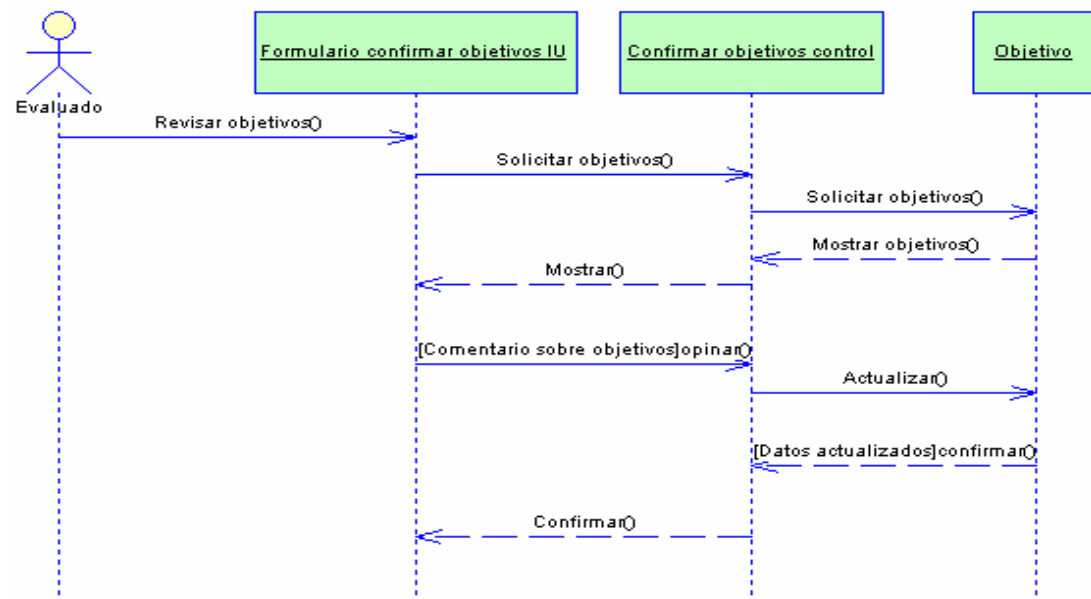 Formulario confirmar objetivos IU
Confirmar objetivos control
Objetivo
Evaluado
Revisar objetivos()
Solicitar objetivos()
Solicitar objetivos()
Mostrar objetivos()
Mostrar()
[Comentario sobre objetivos]opinar()
Actualizar()
[Datos actualizados]confirmar()
Confirmar()